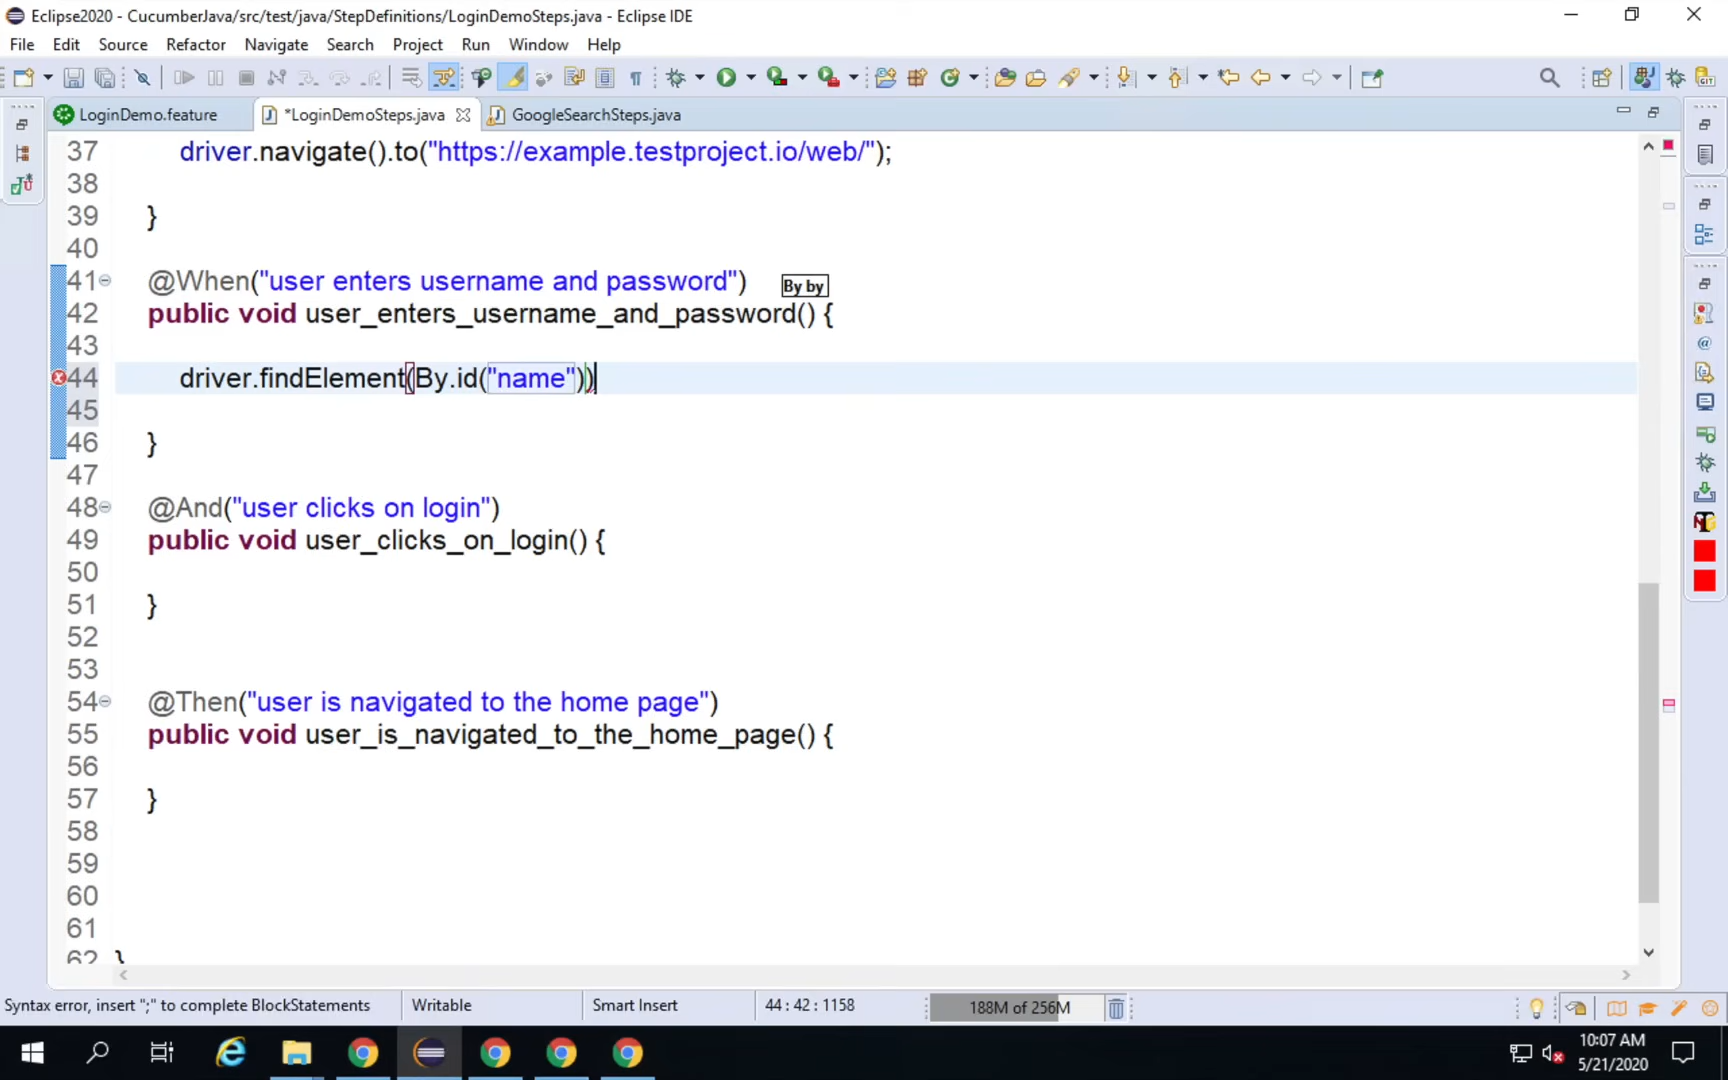 Eclipse2020 - CucumberJava/src/test/java/StepDefinitions/LoginDemoSteps.java - Eclipse IDE
File Edit Source Refactor Navigate Search Project Run Window Help
LoginDemo.feature *LoginDemoSteps.java GoogleSearchSteps.java
37 driver.navigate().to("https://example.testproject.io/web/");
38
39 }
40
41 @When("user enters username and password") By by
42 public void user_enters_username_and_password() {
43
44 driver.findElement(By.id("name"))
45
46 }
47
48 @And("user clicks on login")
49 public void user_clicks_on_login() {
50
51 }
52
53
54 @Then("user is navigated to the home page")
55 public void user_is_navigated_to_the_home_page() {
56
57 }
58
59
60
61
62 }
Syntax error, insert ";" to complete BlockStatements Writable Smart Insert 44 : 42 : 1158 188M of 256M
10:07 AM
5/21/2020